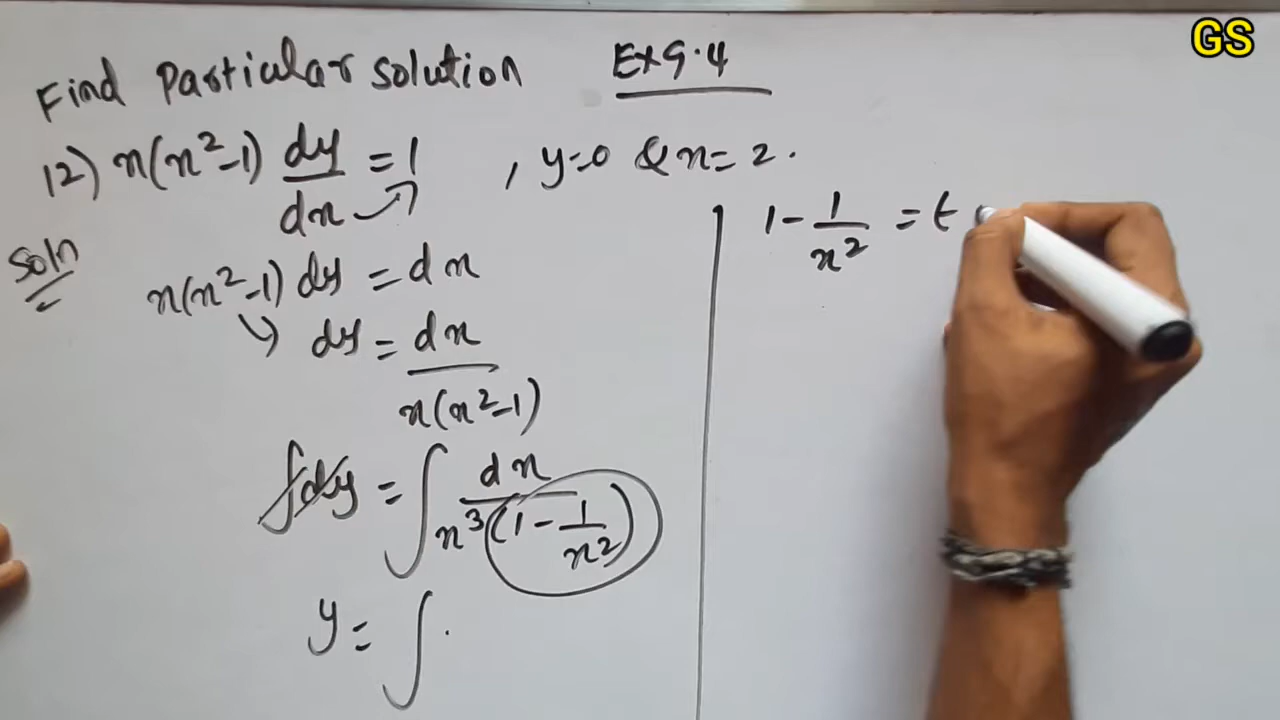 GS
Find Particular Solution Ex 9.4
12) x(x²-1) dy/dx = 1 , y=0 & x=2.
Soln
x(x²-1) dy = dx
dy = dx/x(x²-1)
∫dy = ∫ dx/x³(1-1/x²)
y = ∫
1 - 1/x² = t